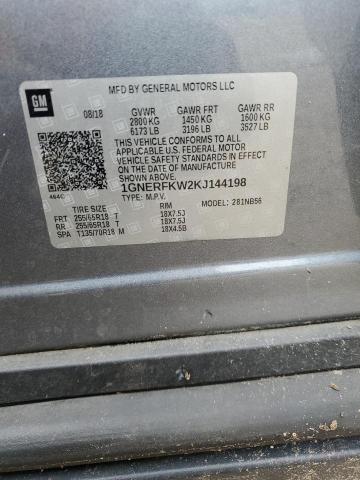 MFD BY GENERAL MOTORS LLC
GM
08/18 GVWR GAWR FRT GAWR RR
2800 KG 1450 KG 1600 KG
6173 LB 3196 LB 3527 LB
THIS VEHICLE CONFORMS TO ALL APPLICABLE
U.S. FEDERAL MOTOR VEHICLE SAFETY
AND THEFT PREVENTION STANDARDS
IN EFFECT ON THE DATE OF MANUFACTURE
SHOWN ABOVE.
1GNERFKW2KJ144198
TYPE: M.P.V. MODEL: 281NB56
TIRE SIZE RIM
FRT 255/65R18 T 18X7.5J
RR 255/65R18 T 18X7.5J
SPA T135/70R18 M 18X4.5B